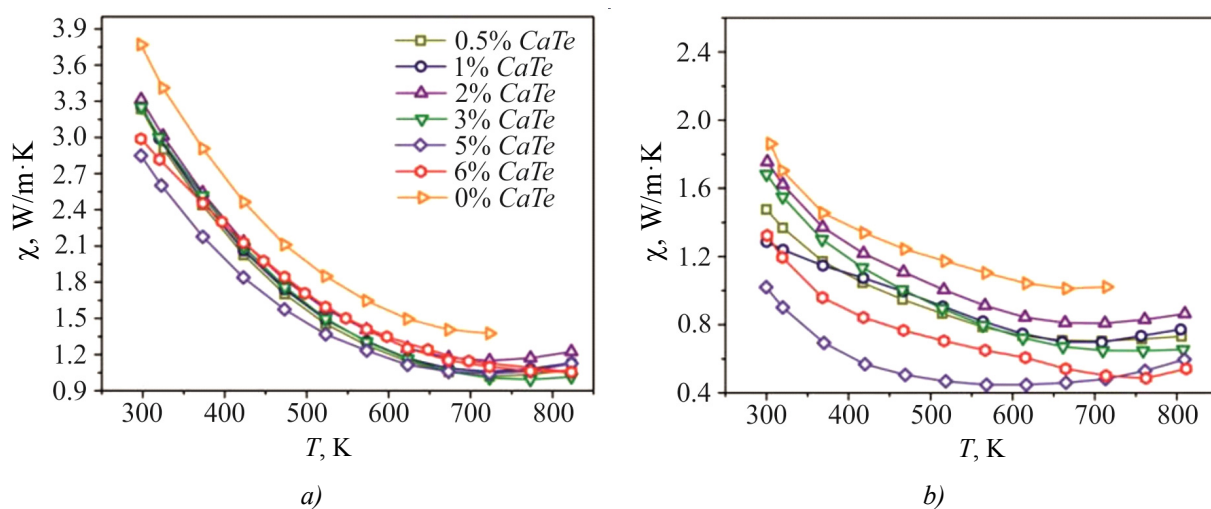 3.9
3.6
3.3
3.0
2.7
2.4
2.1
1.8
1.5
1.2
0.9
χ, W/m·K
300 400 500 600 700 800
T, K
0.5% CaTe
1% CaTe
2% CaTe
3% CaTe
5% CaTe
6% CaTe
0% CaTe
a)
2.4
2.0
1.6
1.2
0.8
0.4
χ, W/m·K
300 400 500 600 700 800
T, K
b)